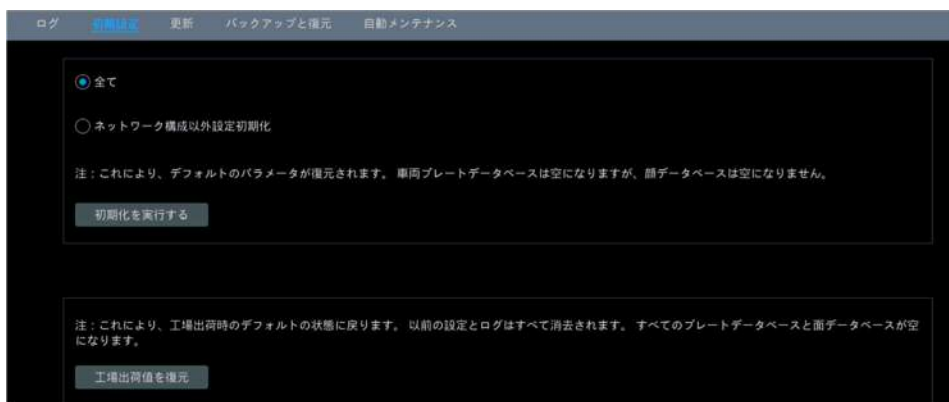 ログ 初期設定 更新 バックアップと復元 自動メンテナンス
全て
ネットワーク構成以外設定初期化
注：これにより、デフォルトのパラメータが復元されます。 車両プレートデータベースは空になりますが、顔データベースは空になりません。
初期化を実行する
注：これにより、工場出荷時のデフォルトの状態に戻ります。 以前の設定とログはすべて消去されます。 すべてのプレートデータベースと面データベースが空
になります。
工場出荷値を復元